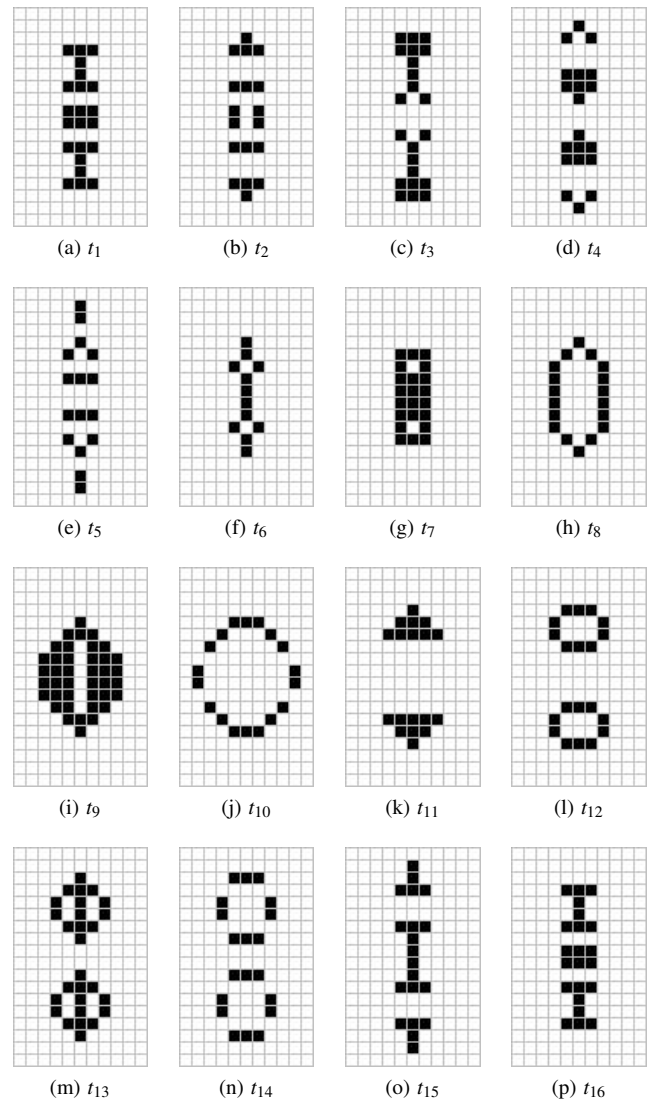 (a) t₁ (b) t₂ (c) t₃ (d) t₄
(e) t₅ (f) t₆ (g) t₇ (h) t₈
(i) t₉ (j) t₁₀ (k) t₁₁ (l) t₁₂
(m) t₁₃ (n) t₁₄ (o) t₁₅ (p) t₁₆